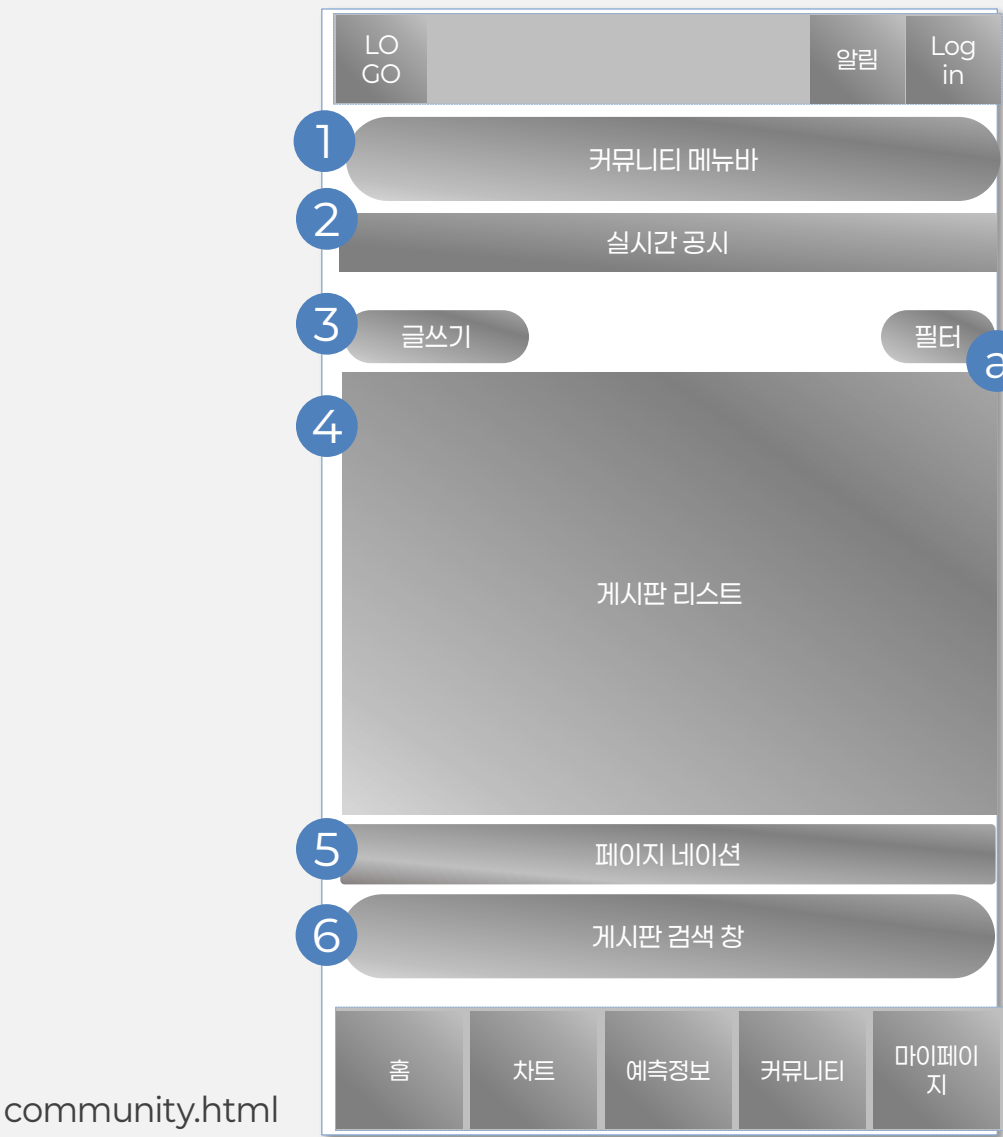 LO
GO
알림
Log
in
1
커뮤니티 메뉴바
2
실시간 공시
3
글쓰기
필터
a
4
게시판 리스트
5
페이지 네이션
6
게시판 검색 창
홈
차트
예측정보
커뮤니티
마이페이
지
community.html